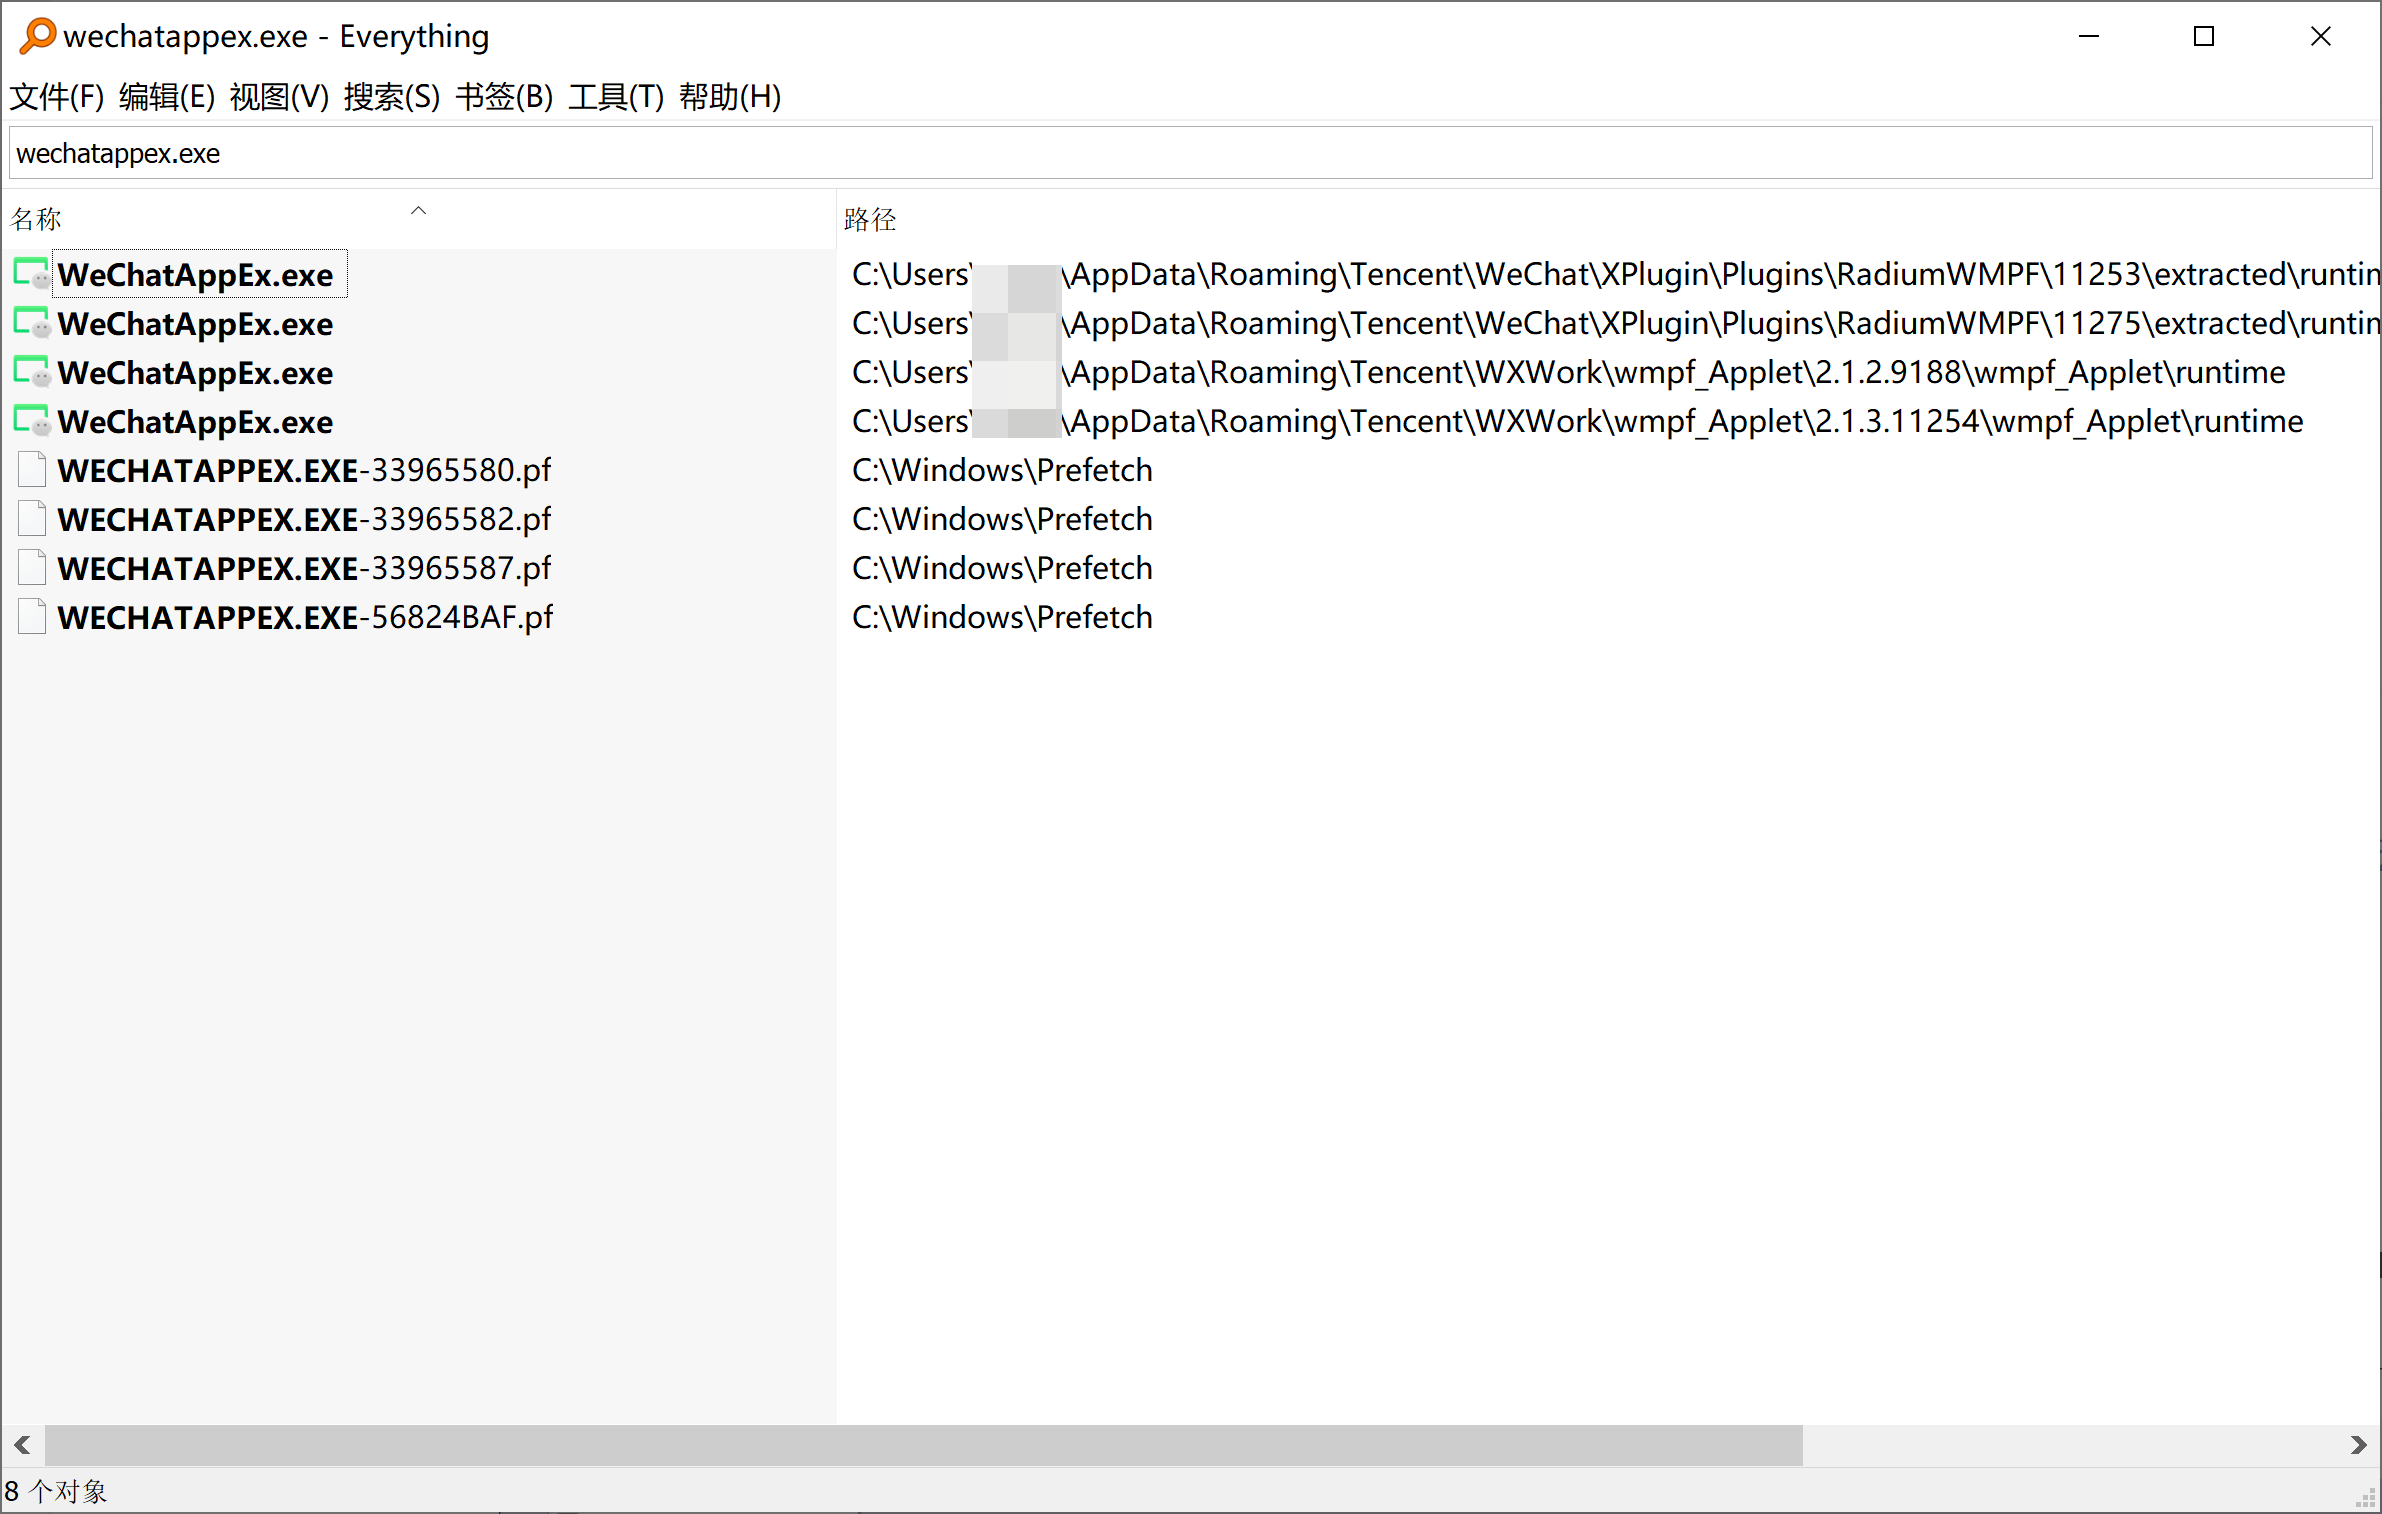 wechatappex.exe - Everything
文件(F) 编辑(E) 视图(V) 搜索(S) 书签(B) 工具(T) 帮助(H)
wechatappex.exe
名称 路径
WeChatAppEx.exe C:\Users\ \AppData\Roaming\Tencent\WeChat\XPlugin\Plugins\RadiumWMPF\11253\extracted\runtin
WeChatAppEx.exe C:\Users\ \AppData\Roaming\Tencent\WeChat\XPlugin\Plugins\RadiumWMPF\11275\extracted\runtin
WeChatAppEx.exe C:\Users\ \AppData\Roaming\Tencent\WXWork\wmpf_Applet\2.1.2.9188\wmpf_Applet\runtime
WeChatAppEx.exe C:\Users\ \AppData\Roaming\Tencent\WXWork\wmpf_Applet\2.1.3.11254\wmpf_Applet\runtime
WECHATAPPEX.EXE-33965580.pf C:\Windows\Prefetch
WECHATAPPEX.EXE-33965582.pf C:\Windows\Prefetch
WECHATAPPEX.EXE-33965587.pf C:\Windows\Prefetch
WECHATAPPEX.EXE-56824BAF.pf C:\Windows\Prefetch
8 个对象